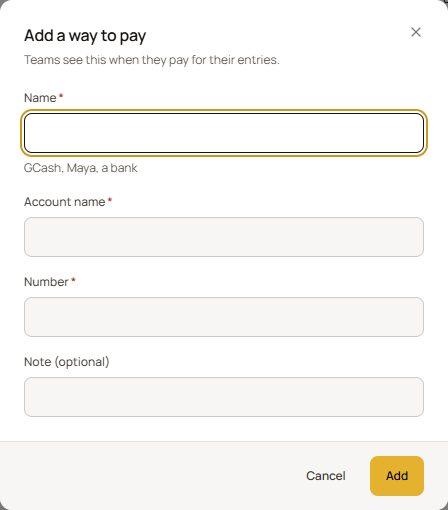 Add a way to pay
Teams see this when they pay for their entries.
Name *
GCash, Maya, a bank
Account name *
Number *
Note (optional)
Cancel
Add